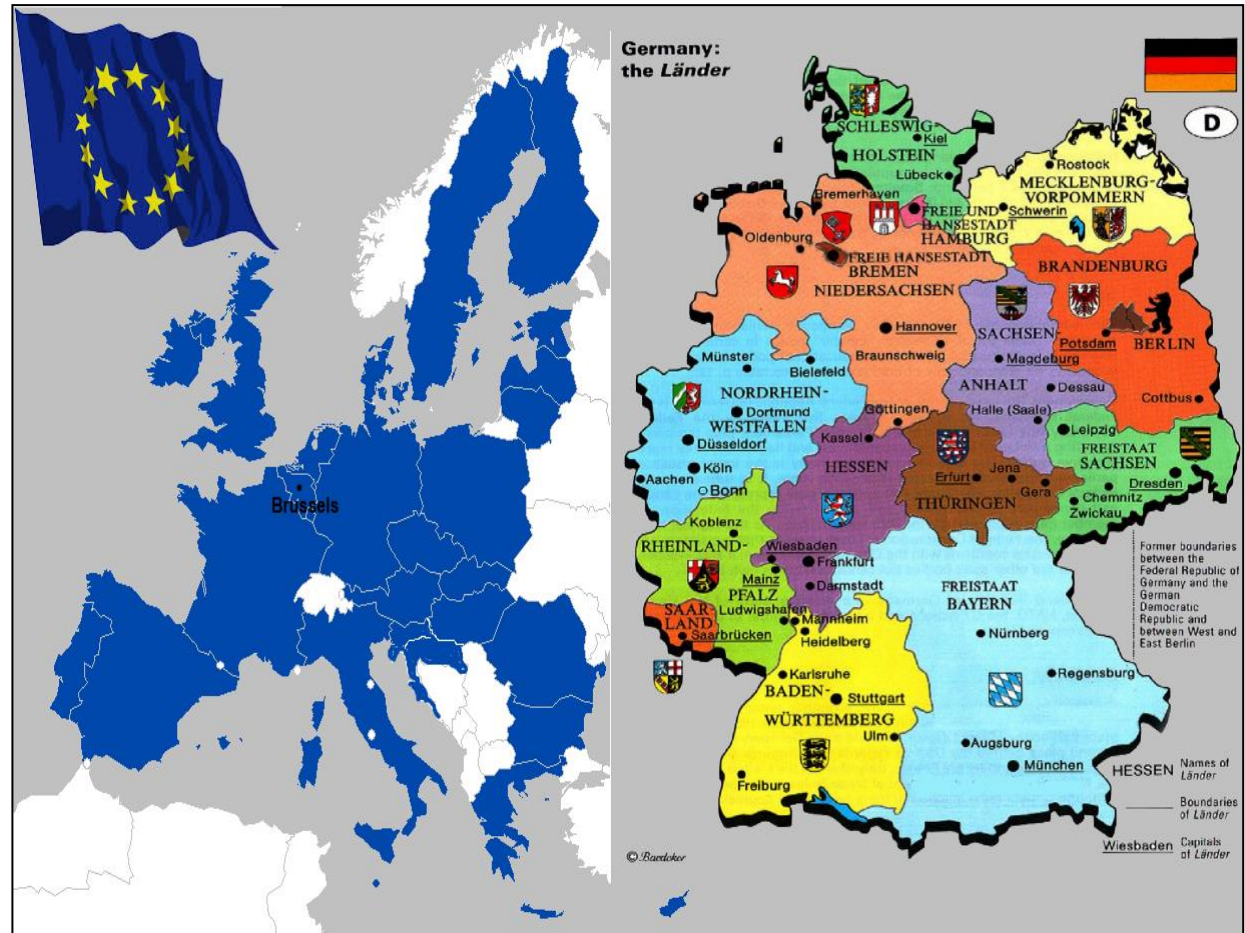 Brussels
Germany:
the Länder
D
SCHLESWIG-
Kiel
HOLSTEIN
Lübeck
Rostock
MECKLENBURG-
VORPOMMERN
Schwerin
Bremerhaven
FREIE UND
HANSESTADT
HAMBURG
Oldenburg
FREIE HANSESTADT
BREMEN
NIEDERSACHSEN
BRANDENBURG
Hannover
Braunschweig
SACHSEN-
Potsdam
BERLIN
Magdeburg
Münster
Bielefeld
NORDRHEIN-
Dortmund
WESTFALEN
Düsseldorf
ANHALT
Dessau
Cottbus
Halle (Saale)
Göttingen
Kassel
Leipzig
FREISTAAT
SACHSEN
Dresden
Chemnitz
Zwickau
Köln
Aachen
Bonn
HESSEN
Erfurt
Jena
Gera
THÜRINGEN
Koblenz
RHEINLAND-
Wiesbaden
Frankfurt
Mainz
Darmstadt
PFALZ
Ludwigshafen
Mannheim
Heidelberg
SAAR-
LAND
Saarbrücken
FREISTAAT
BAYERN
Nürnberg
Regensburg
Karlsruhe
BADEN-
Stuttgart
WÜRTTEMBERG
Ulm
Augsburg
München
Freiburg
Former boundaries
between the
Federal Republic of
Germany and the
German
Democratic
Republic and
between West and
East Berlin
HESSEN Names of
Länder
Boundaries
of Länder
Wiesbaden Capitals
of Länder
© Baedeker